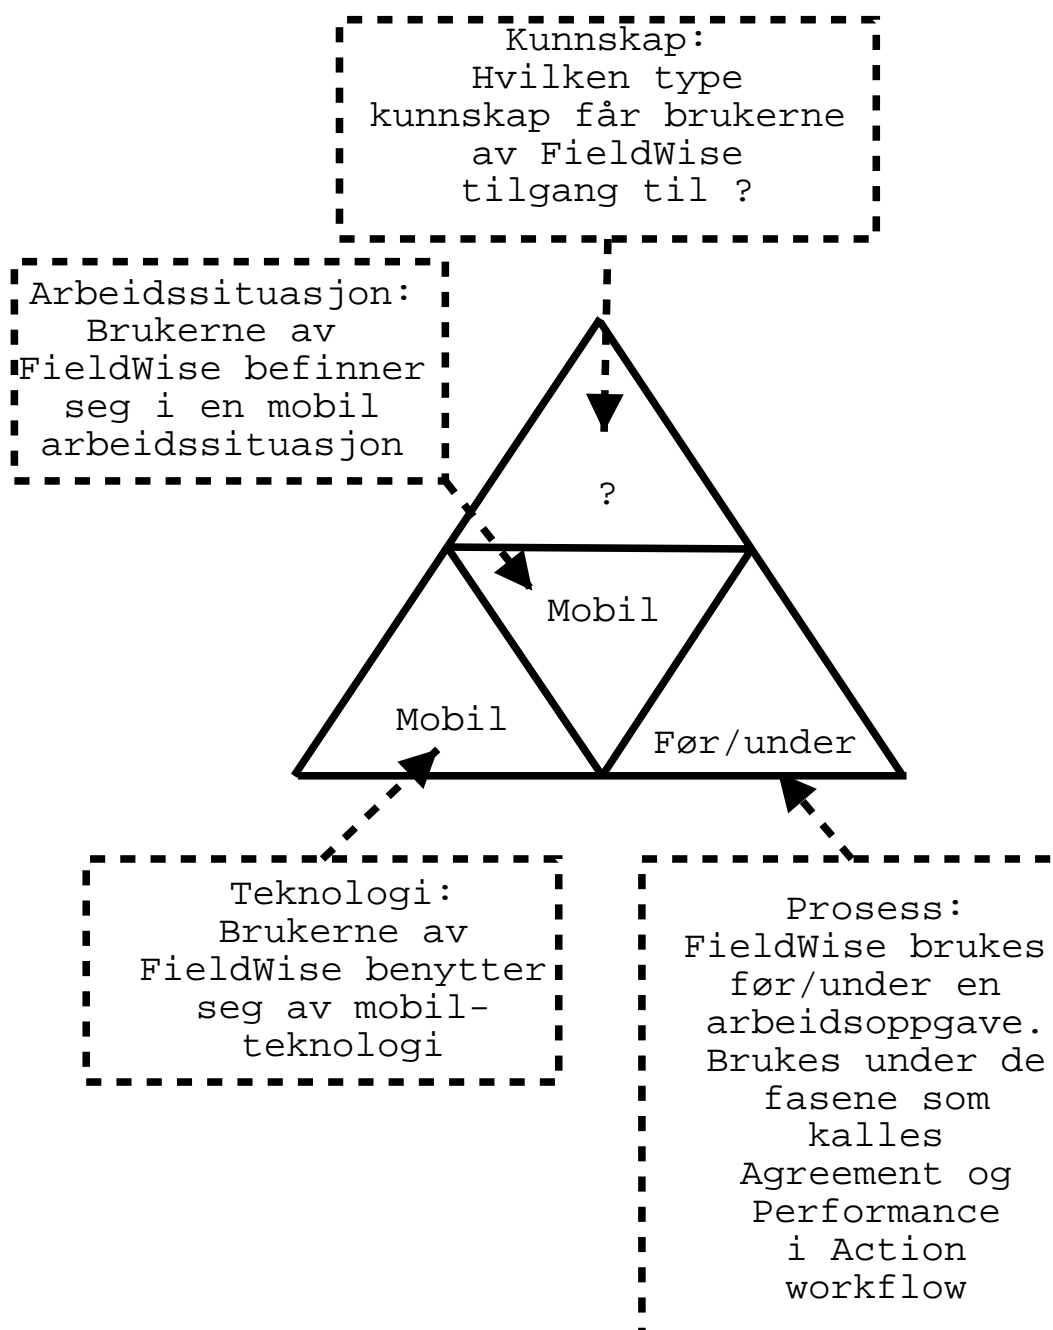 Kunnskap:
Hvilken type
kunnskap får brukerne
av FieldWise
tilgang til ?
Arbeidssituasjon:
Brukerne av
FieldWise befinner
seg i en mobil
arbeidssituasjon
?
Mobil
Mobil
Før/under
Teknologi:
Brukerne av
FieldWise benytter
seg av mobil-
teknologi
Prosess:
FieldWise brukes
før/under en
arbeidsoppgave.
Brukes under de
fasene som
kalles
Agreement og
Performance
i Action
workflow